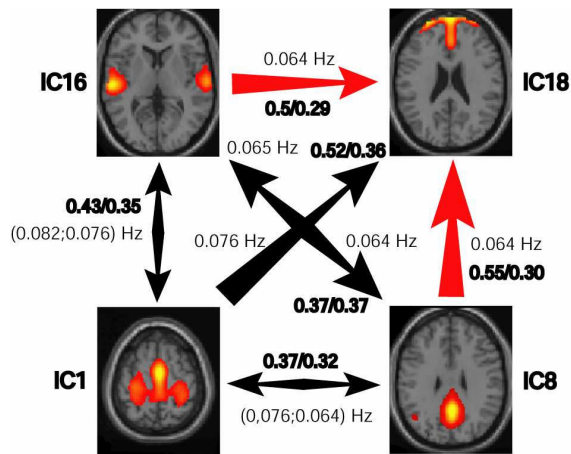 0.064 Hz
IC16
IC18
0.5/0.29
0.065 Hz
0.52/0.36
0.43/0.35
(0.082;0.076) Hz
0.076 Hz
0.064 Hz
0.064 Hz
0.55/0.30
0.37/0.37
0.37/0.32
IC1
IC8
(0,076;0.064) Hz